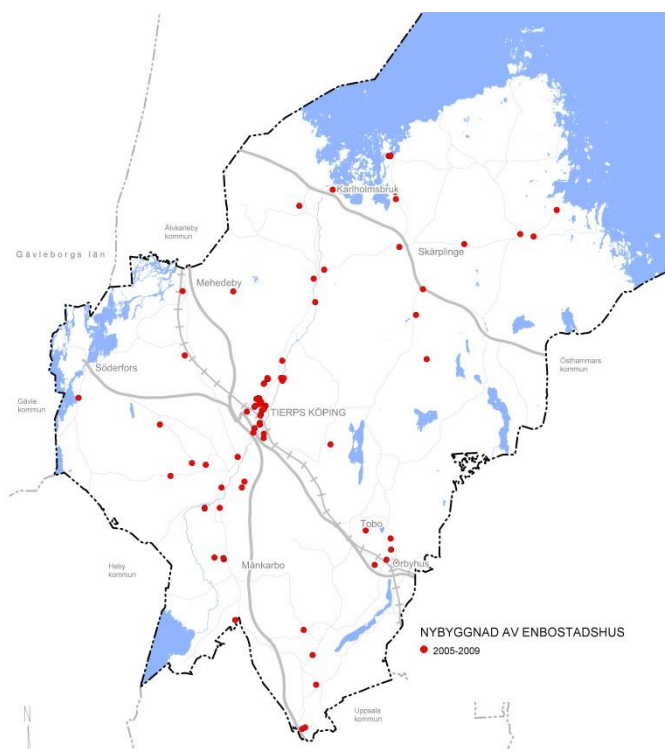 Karlholmsbruk
Älvkarleby
kommun
Gävleborgs län
Skärplinge
Mehedeby
Östhammars
kommun
Söderfors
Gävle
kommun
TIERPS KÖPING
Tobo
Örbyhus
Heby
kommun
Månkarbo
NYBYGGNAD AV ENBOSTADSHUS
2005-2009
Uppsala
kommun
N